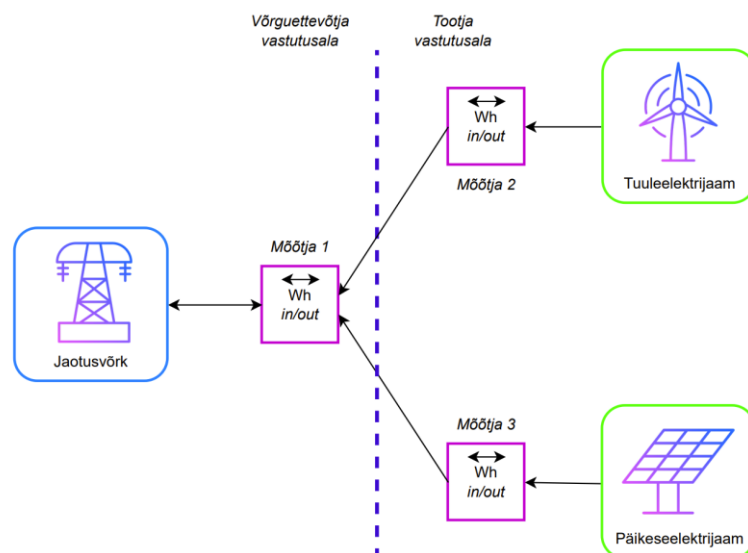 Võrguettevõtja
vastutusala
Tootja
vastutusala
Wh
in/out
Mõõtja 2
Tuuleelektrijaam
Mõõtja 1
Wh
in/out
Jaotusvõrk
Mõõtja 3
Wh
in/out
Päikeseelektrijaam